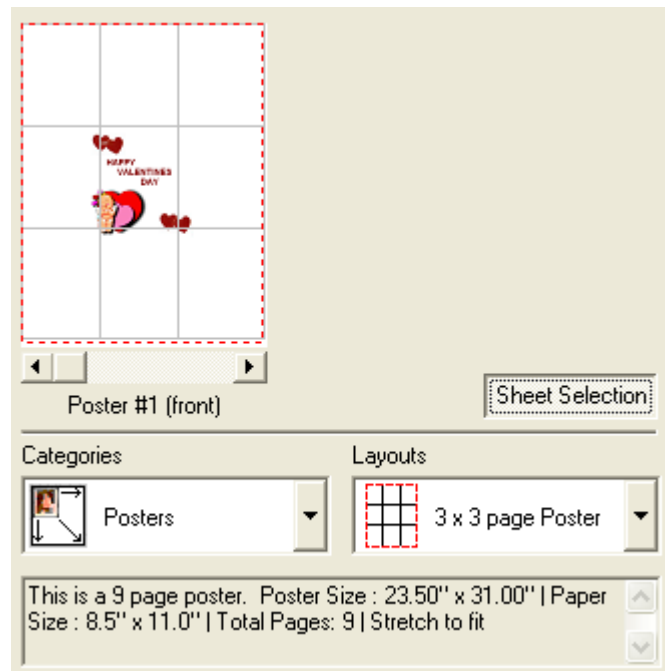 HAPPY
VALENTINES
DAY
Poster #1 (front)
Sheet Selection
Categories
Layouts
Posters
3 x 3 page Poster
This is a 9 page poster.  Poster Size : 23.50'' x 31.00'' | Paper
Size : 8.5'' x 11.0'' | Total Pages: 9 | Stretch to fit